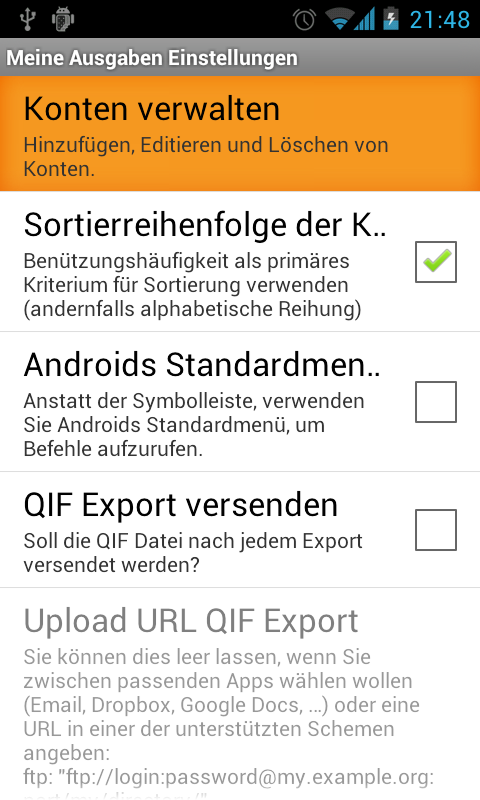 21:48
Meine Ausgaben Einstellungen
Konten verwalten
Hinzufügen, Editieren und Löschen von
Konten.
Sortierreihenfolge der K..
Benützungshäufigkeit als primäres
Kriterium für Sortierung verwenden
(andernfalls alphabetische Reihung)
Androids Standardmen..
Anstatt der Symbolleiste, verwenden
Sie Androids Standardmenü, um
Befehle aufzurufen.
QIF Export versenden
Soll die QIF Datei nach jedem Export
versendet werden?
Upload URL QIF Export
Sie können dies leer lassen, wenn Sie
zwischen passenden Apps wählen wollen
(Email, Dropbox, Google Docs, ...) oder eine
URL in einer der unterstützten Schemen
angeben:
ftp: "ftp://login:password@my.example.org:
port/my/directory/"